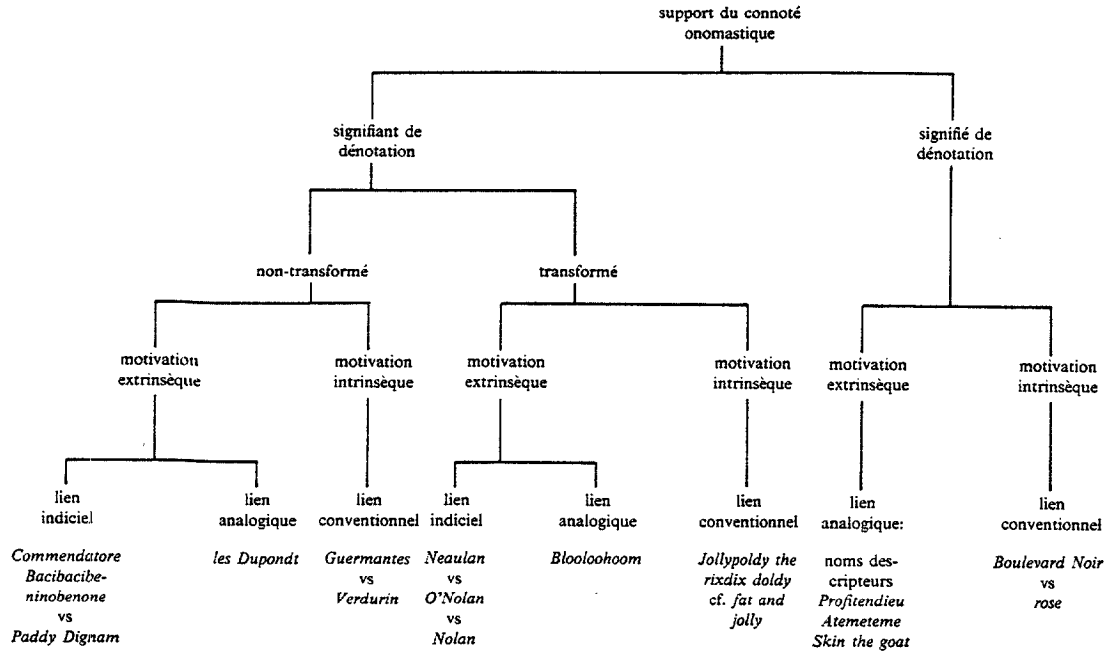 support du connoté
onomastique
signifiant de
dénotation
signifié de
dénotation
non-transformé
transformé
motivation
extrinsèque
motivation
intrinsèque
motivation
extrinsèque
motivation
intrinsèque
motivation
extrinsèque
motivation
intrinsèque
lien
indiciel
lien
analogique
lien
conventionnel
lien
indiciel
lien
analogique
lien
conventionnel
lien
analogique:
lien
conventionnel
Commendatore
Bacibacibe-
ninobenone
vs
Paddy Dignam
les Dupondt
Guermantes
vs
Verdurin
Neaulan
vs
O'Nolan
vs
Nolan
Blooloohoom
Jollypoldy the
rixdix doldy
cf. fat and
jolly
noms des-
cripteurs
Profitendieu
Atemeteme
Skin the goat
Boulevard Noir
vs
rose